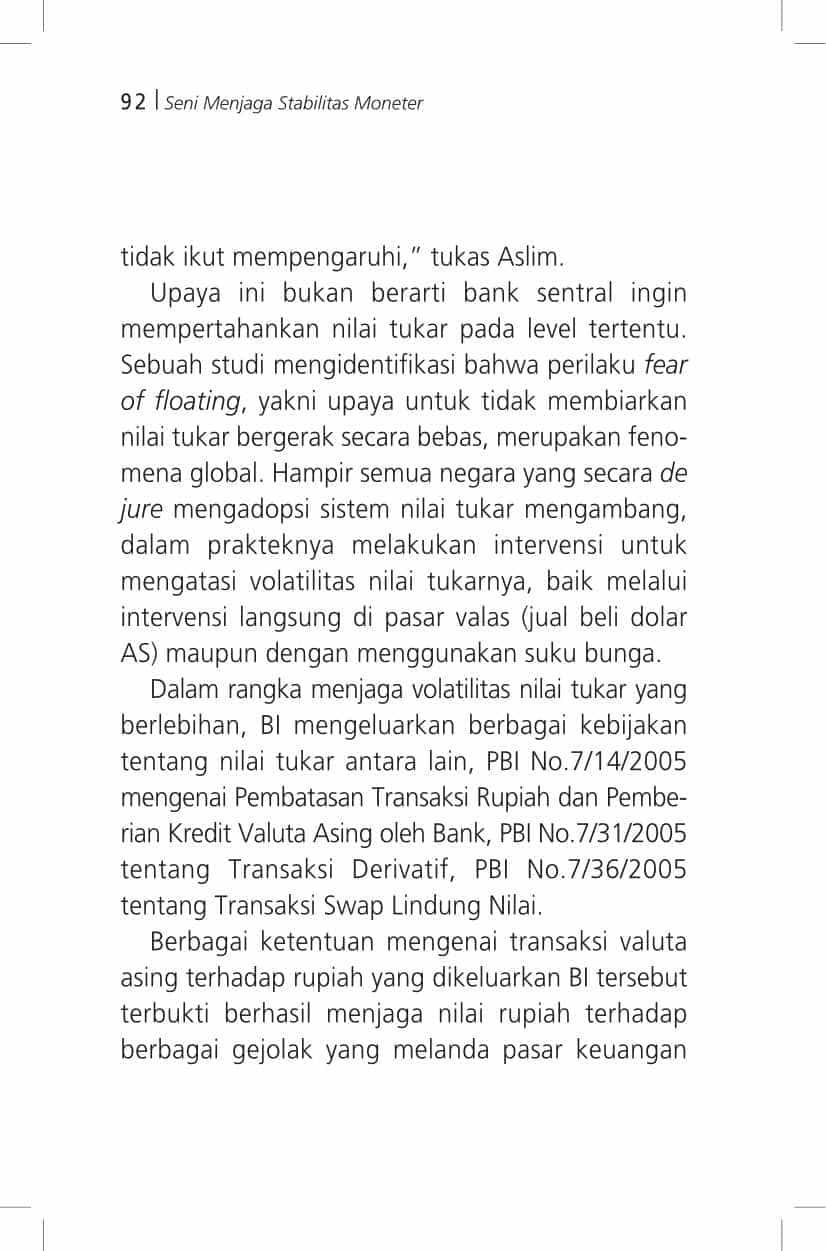 92 | Seni Menjaga Stabilitas Moneter
tidak ikut mempengaruhi,” tukas Aslim.
Upaya ini bukan berarti bank sentral ingin
mempertahankan nilai tukar pada level tertentu.
Sebuah studi mengidentifikasi bahwa perilaku fear
of floating, yakni upaya untuk tidak membiarkan
nilai tukar bergerak secara bebas, merupakan feno-
mena global. Hampir semua negara yang secara de
jure mengadopsi sistem nilai tukar mengambang,
dalam prakteknya melakukan intervensi untuk
mengatasi volatilitas nilai tukarnya, baik melalui
intervensi langsung di pasar valas (jual beli dolar
AS) maupun dengan menggunakan suku bunga.
Dalam rangka menjaga volatilitas nilai tukar yang
berlebihan, BI mengeluarkan berbagai kebijakan
tentang nilai tukar antara lain, PBI No.7/14/2005
mengenai Pembatasan Transaksi Rupiah dan Pembe-
rian Kredit Valuta Asing oleh Bank, PBI No.7/31/2005
tentang Transaksi Derivatif, PBI No.7/36/2005
tentang Transaksi Swap Lindung Nilai.
Berbagai ketentuan mengenai transaksi valuta
asing terhadap rupiah yang dikeluarkan BI tersebut
terbukti berhasil menjaga nilai rupiah terhadap
berbagai gejolak yang melanda pasar keuangan